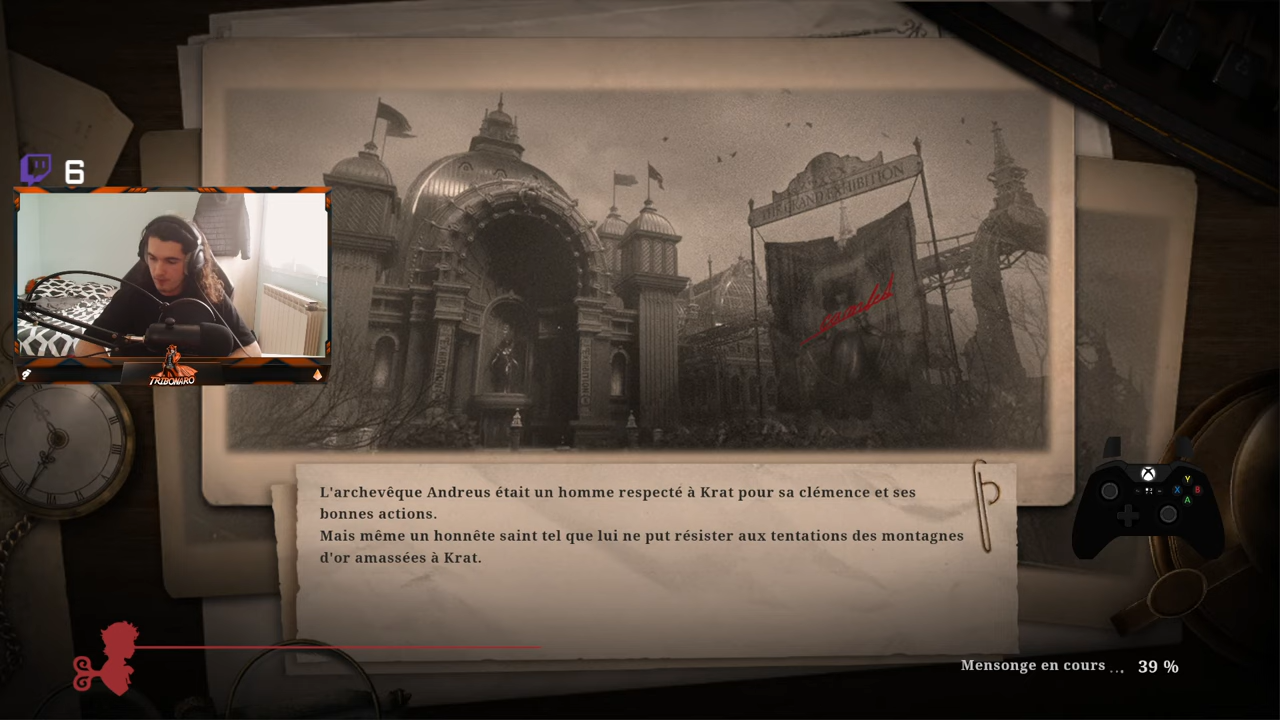 6
THE GRAND EXHIBITION
TRIBONARO
Y
X
B
A
L'archevêque Andreus était un homme respecté à Krat pour sa clémence et ses
bonnes actions.
Mais même un honnête saint tel que lui ne put résister aux tentations des montagnes
d'or amassées à Krat.
Mensonge en cours ... 39 %